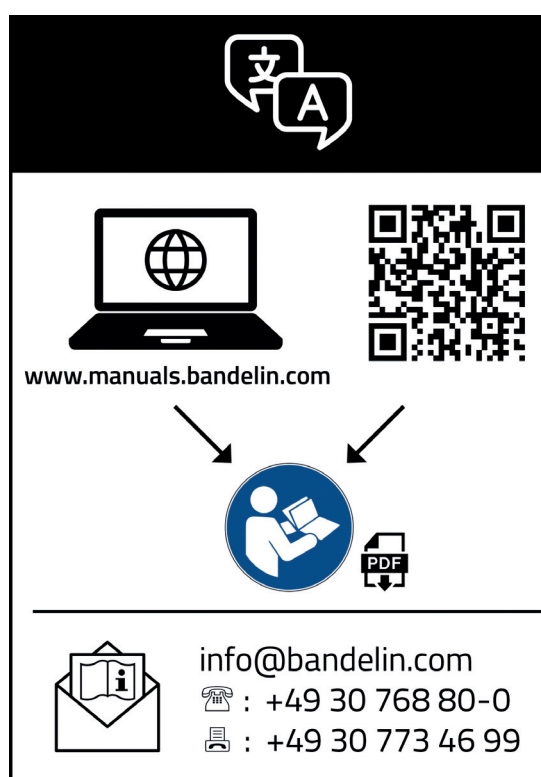 文
A
www.manuals.bandelin.com
PDF
i
info@bandelin.com
☏ : +49 30 768 80-0
🖷 : +49 30 773 46 99